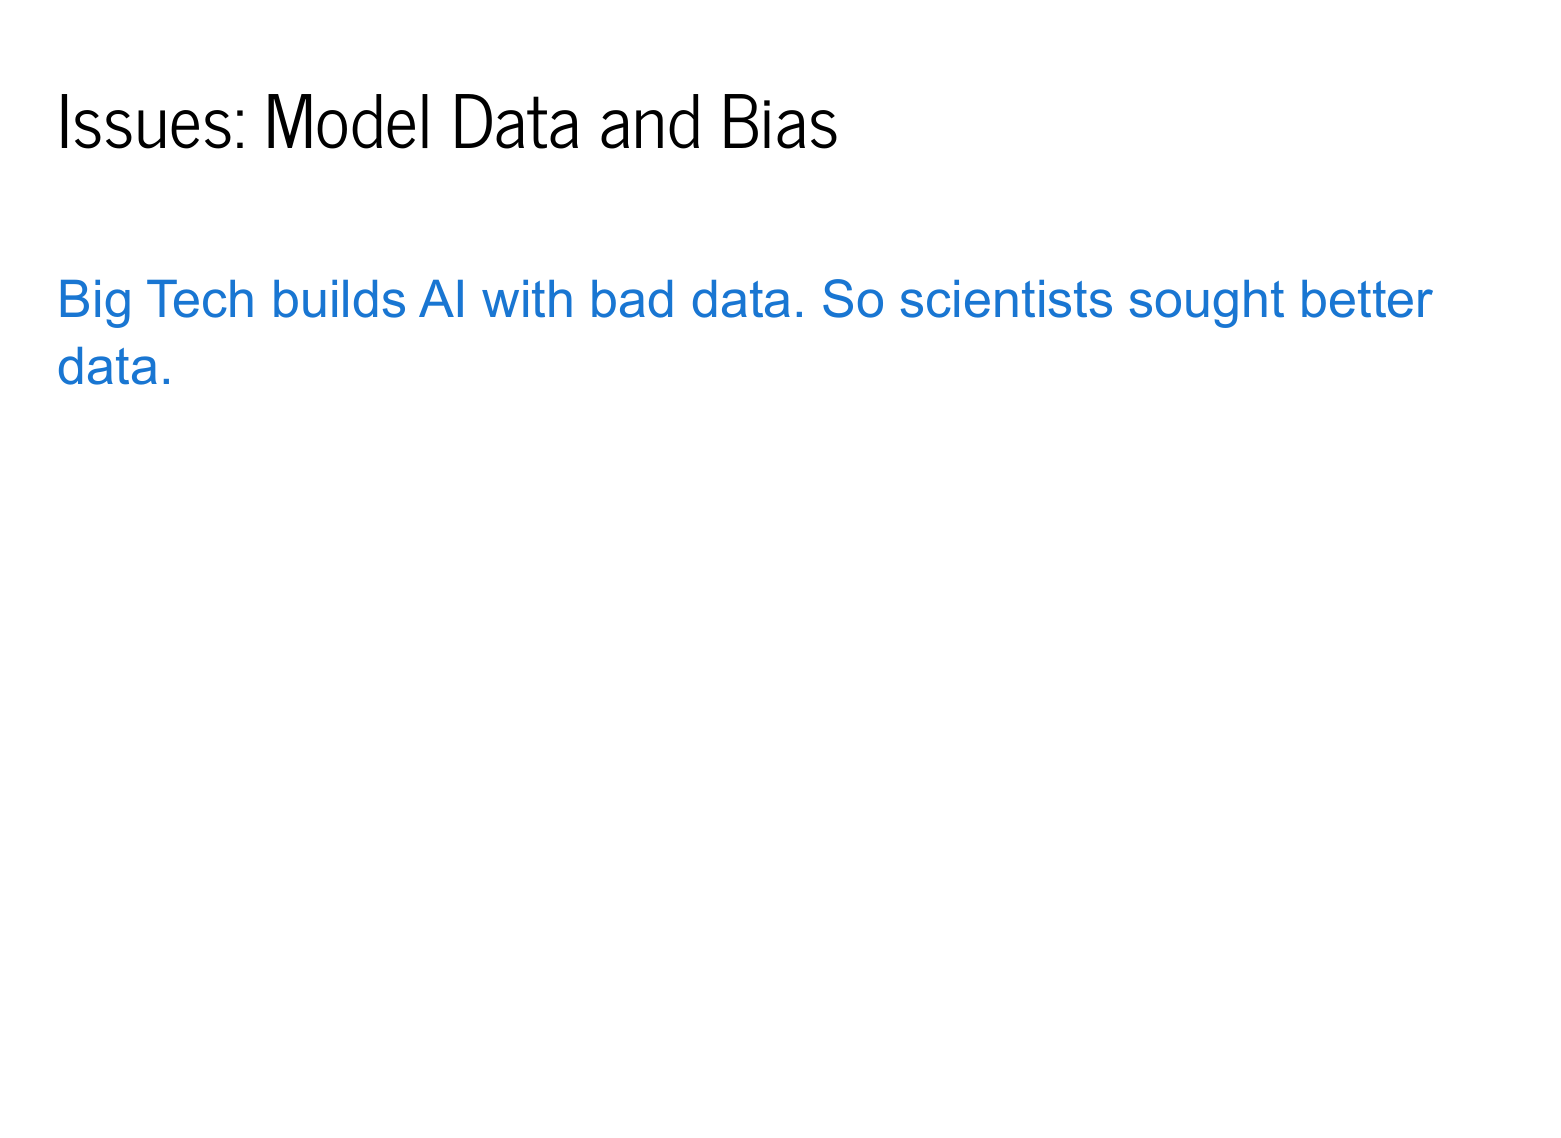 Issues: Model Data and Bias
Big Tech builds AI with bad data. So scientists sought better
data.